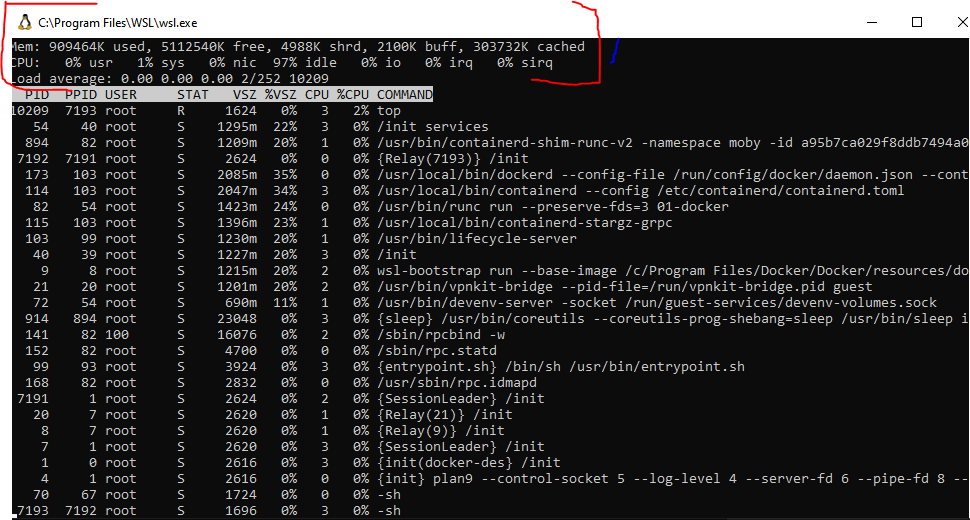 C:\Program Files\WSL\wsl.exe
Mem: 909464K used, 5112540K free, 4988K shrd, 2100K buff, 303732K cached
CPU:   0% usr   1% sys   0% nic  97% idle   0% io   0% irq   0% sirq
Load average: 0.00 0.00 0.00 2/252 10209
PID  PPID USER     STAT   VSZ %VSZ CPU %CPU COMMAND
10209  7193 root     R     1624   0%   3   2% top
54    40 root     S    1295m  22%   3   0% /init services
894    82 root     S    1209m  20%   1   0% /usr/bin/containerd-shim-runc-v2 -namespace moby -id a95b7ca029f8ddb7494a0
7192  7191 root     S     2624   0%   0   0% {Relay(7193)} /init
173   103 root     S    2085m  35%   0   0% /usr/local/bin/dockerd --config-file /run/config/docker/daemon.json --cont
114   103 root     S    2047m  34%   3   0% /usr/local/bin/containerd --config /etc/containerd/containerd.toml
82    54 root     S    1423m  24%   0   0% /usr/bin/runc run --preserve-fds=3 01-docker
115   103 root     S    1396m  23%   1   0% /usr/local/bin/containerd-stargz-grpc
103    99 root     S    1230m  20%   1   0% /usr/bin/lifecycle-server
40    39 root     S    1227m  20%   3   0% /init
9     8 root     S    1215m  20%   2   0% wsl-bootstrap run --base-image /c/Program Files/Docker/Docker/resources/do
21    20 root     S    1201m  20%   2   0% /usr/bin/vpnkit-bridge --pid-file=/run/vpnkit-bridge.pid guest
72    54 root     S     690m  11%   1   0% /usr/bin/devenv-server -socket /run/guest-services/devenv-volumes.sock
914   894 root     S    23048   0%   3   0% {sleep} /usr/bin/coreutils --coreutils-prog-shebang=sleep /usr/bin/sleep i
141    82 100      S    16076   0%   2   0% /sbin/rpcbind -w
152    82 root     S     4700   0%   0   0% /sbin/rpc.statd
99    93 root     S     3924   0%   3   0% {entrypoint.sh} /bin/sh /usr/bin/entrypoint.sh
168    82 root     S     2832   0%   0   0% /usr/sbin/rpc.idmapd
7191     1 root     S     2624   0%   2   0% {SessionLeader} /init
20     7 root     S     2620   0%   1   0% {Relay(21)} /init
8     7 root     S     2620   0%   1   0% {Relay(9)} /init
7     1 root     S     2620   0%   3   0% {SessionLeader} /init
1     0 root     S     2616   0%   3   0% {init(docker-des} /init
4     1 root     S     2616   0%   3   0% {init} plan9 --control-socket 5 --log-level 4 --server-fd 6 --pipe-fd 8 --
70    67 root     S     1724   0%   0   0% -sh
7193  7192 root     S     1696   0%   3   0% -sh